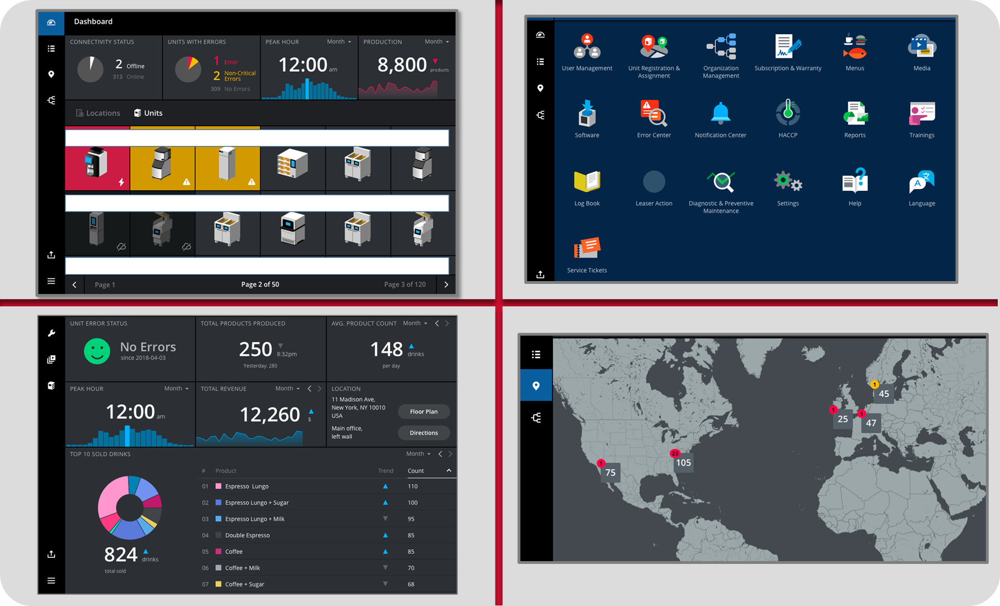 Dashboard
CONNECTIVITY STATUS
2 Offline
313 Online
UNITS WITH ERRORS
1 Error
2 Non-Critical
Errors
309 No Errors
PEAK HOUR Month
12:00 am
PRODUCTION Month
8,800 products
Locations Units
Page 1 Page 2 of 50 Page 3 of 120
User Management
Unit Registration &
Assignment
Organization
Management
Subscription & Warranty
Menus
Media
Software
Error Center
Notification Center
HACCP
Reports
Trainings
Log Book
Leaser Action
Diagnostic & Preventive
Maintenance
Settings
Help
A 文
Language
Service Tickets
UNIT ERROR STATUS
No Errors
since 2018-04-03
TOTAL PRODUCTS PRODUCED
250 8:32pm
Yesterday: 280
AVG. PRODUCT COUNT Month
148 drinks
per day
PEAK HOUR Month
12:00 am
TOTAL REVENUE Month
12,260 $
LOCATION
11 Madison Ave,
New York, NY 10010
USA
Main office,
left wall
Floor Plan
Directions
TOP 10 SOLD DRINKS Month
824 drinks
total sold
# Product Trend Count
01 Espresso Lungo 110
02 Espresso Lungo + Sugar 100
03 Espresso Lungo + Milk 95
04 Double Espresso 85
05 Coffee 85
06 Coffee + Milk 70
07 Coffee + Sugar 68
1
45
1
25
1
47
23
105
1
75